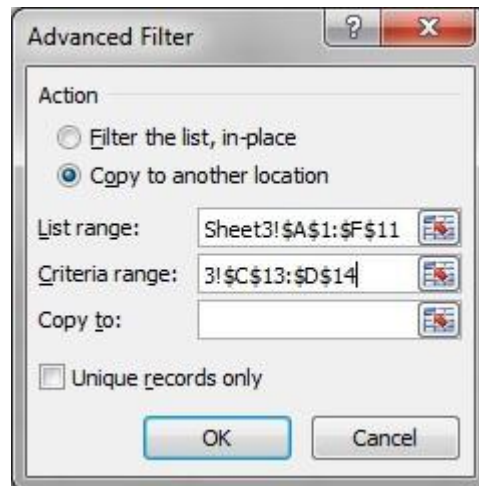 Advanced Filter
?
Action
Filter the list, in-place
Copy to another location
List range: Sheet3!$A$1:$F$11
Criteria range: 3!$C$13:$D$14
Copy to:
Unique records only
OK Cancel